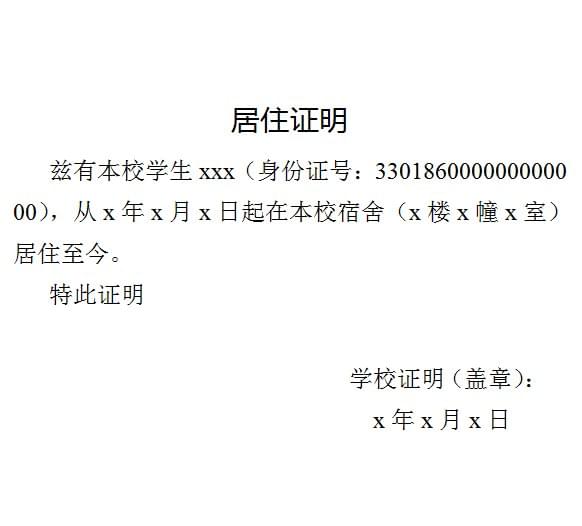 居住证明
兹有本校学生 xxx（身份证号：3301860000000000
00），从 x 年 x 月 x 日起在本校宿舍（x 楼 x 幢 x 室）
居住至今。
特此证明
学校证明（盖章）：
x 年 x 月 x 日